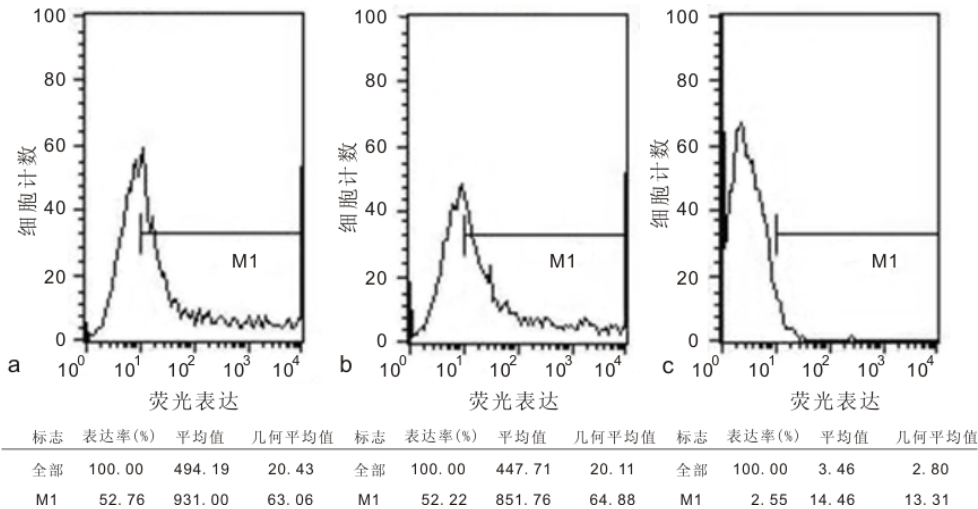 100
80
60
40
20
0
细胞计数
M1
a
10⁰ 10¹ 10² 10³ 10⁴
荧光表达
100
80
60
40
20
0
细胞计数
M1
b
10⁰ 10¹ 10² 10³ 10⁴
荧光表达
100
80
60
40
20
0
细胞计数
M1
c
10⁰ 10¹ 10² 10³ 10⁴
荧光表达
标志 表达率(%) 平均值 几何平均值 标志 表达率(%) 平均值 几何平均值 标志 表达率(%) 平均值 几何平均值
全部 100.00 494.19 20.43 全部 100.00 447.71 20.11 全部 100.00 3.46 2.80
M1 52.76 931.00 63.06 M1 52.22 851.76 64.88 M1 2.55 14.46 13.31